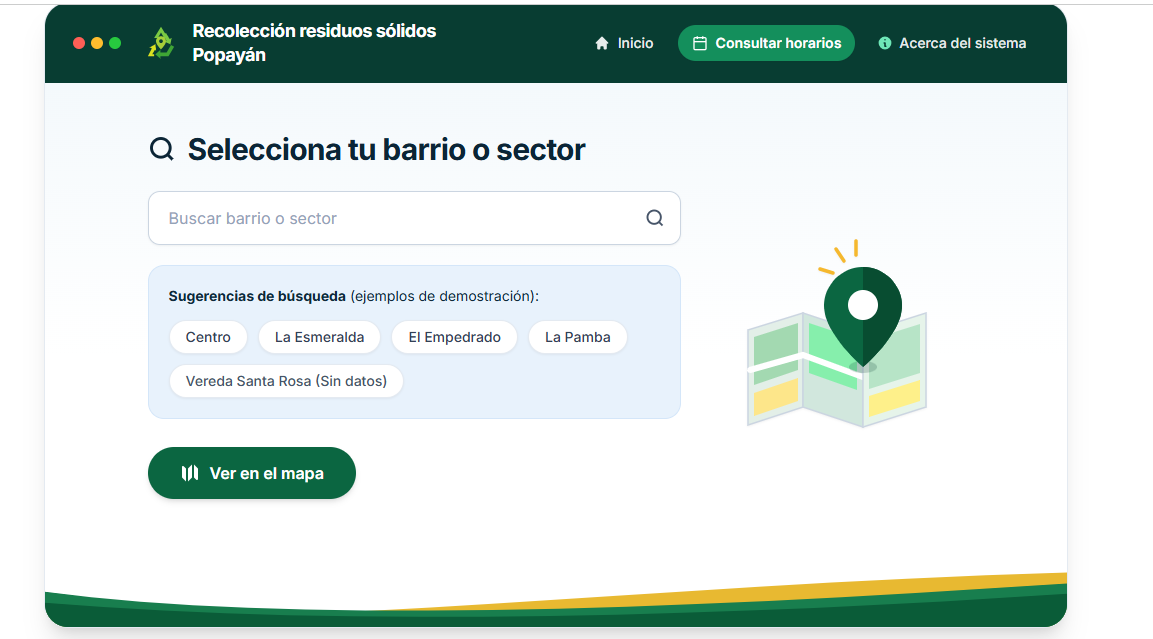 Recolección residuos sólidos
Popayán
Inicio
Consultar horarios
Acerca del sistema
Selecciona tu barrio o sector
Buscar barrio o sector
Sugerencias de búsqueda (ejemplos de demostración):
Centro
La Esmeralda
El Empedrado
La Pamba
Vereda Santa Rosa (Sin datos)
Ver en el mapa